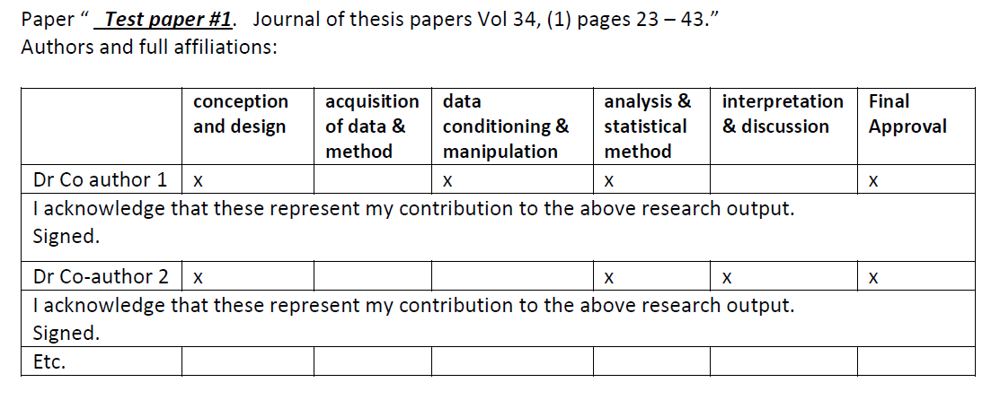 Paper “ Test paper #1. Journal of thesis papers Vol 34, (1) pages 23 – 43.”
Authors and full affiliations:
conception and design | acquisition of data & method | data conditioning & manipulation | analysis & statistical method | interpretation & discussion | Final Approval
Dr Co author 1 | x | | x | x | | x
I acknowledge that these represent my contribution to the above research output.
Signed.
Dr Co-author 2 | x | | | x | x | x
I acknowledge that these represent my contribution to the above research output.
Signed.
Etc.